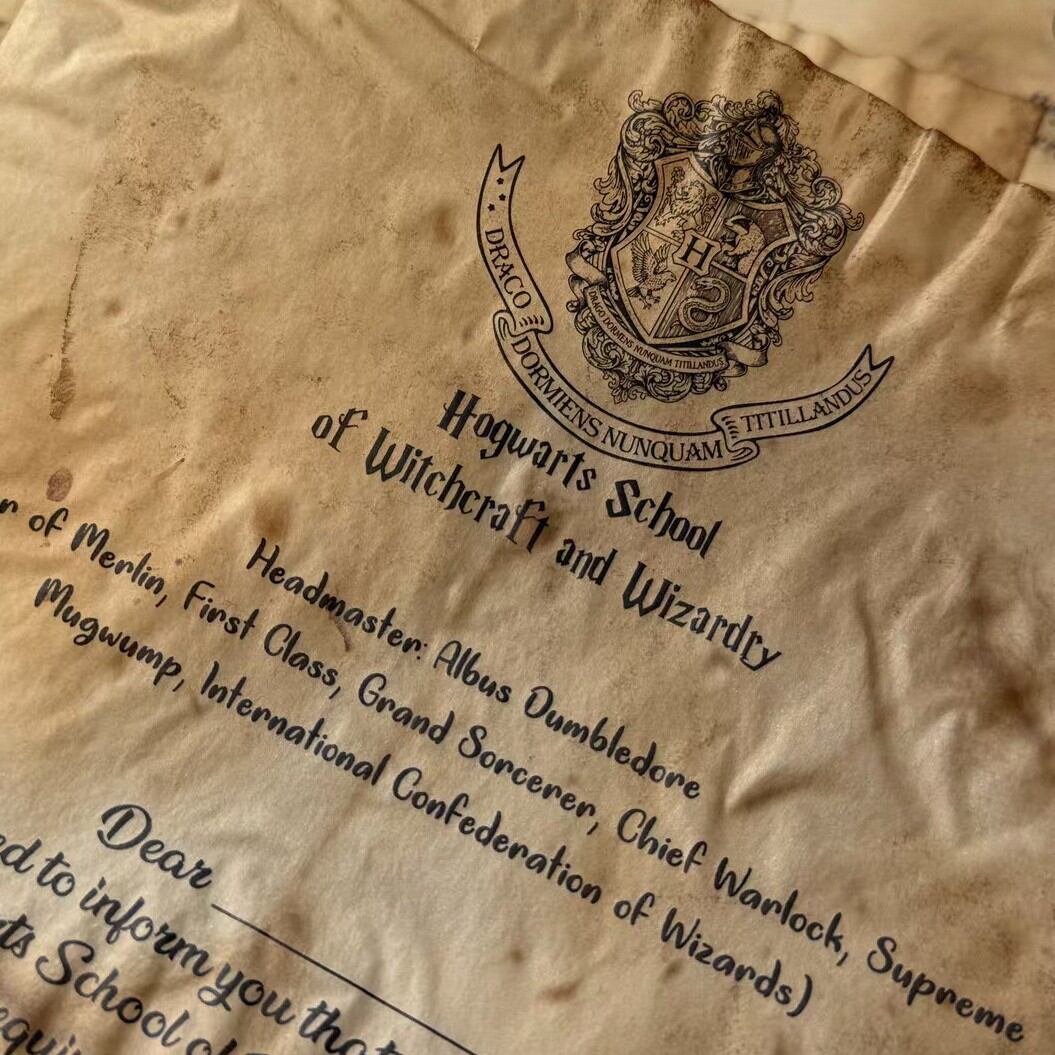 H
DRACO DORMIENS NUNQUAM TITILLANDUS
DRACO DORMIENS NUNQUAM TITILLANDUS
Hogwarts School
of Witchcraft and Wizardry
Headmaster: Albus Dumbledore
of Merlin, First Class, Grand Sorcerer, Chief Warlock, Supreme
Mugwump, International Confederation of Wizards)
Dear
to inform you that
School of